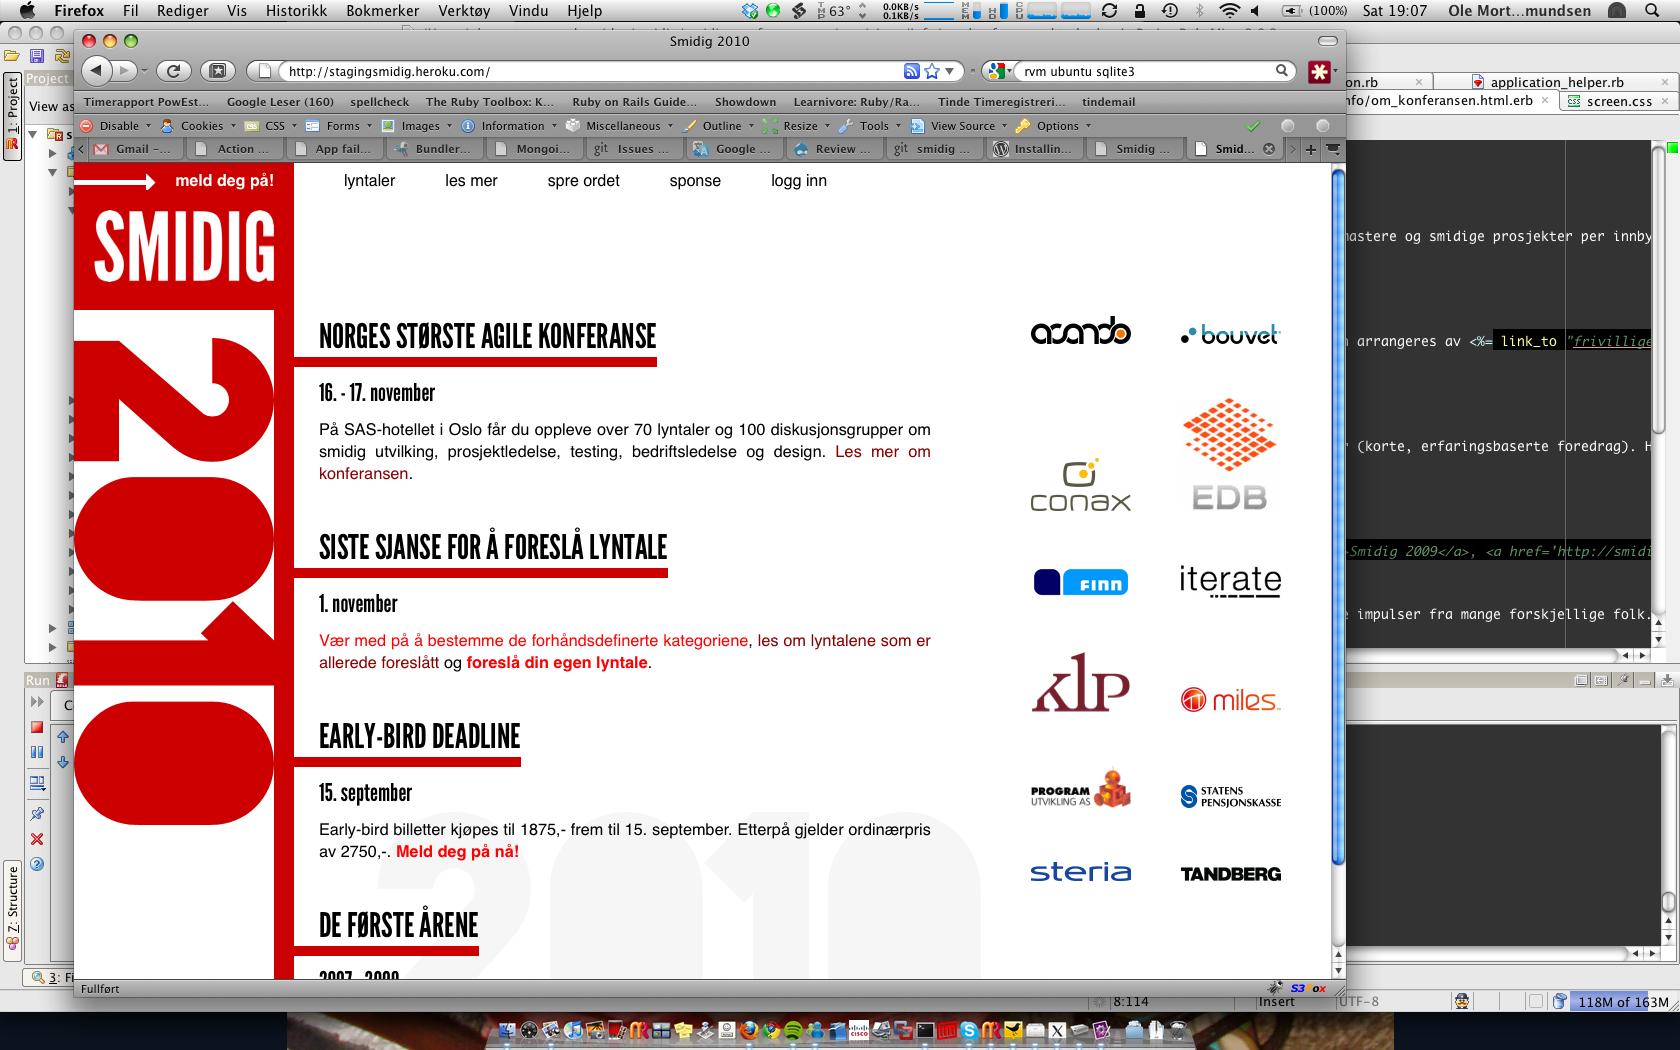 Firefox Fil Rediger Vis Historikk Bokmerker Verktøy Vindu Hjelp
63° 0.0KB/s 0.1KB/s (100%) Sat 19:07 Ole Mort...mundsen
Smidig 2010
http://stagingsmidig.heroku.com/
rvm ubuntu sqlite3
Timerapport PowEst... Google Leser (160) spellcheck The Ruby Toolbox: K... Ruby on Rails Guide... Showdown Learnivore: Ruby/Ra... Tinde Timeregistreri... tindemail
Disable Cookies CSS Forms Images Information Miscellaneous Outline Resize Tools View Source Options
Gmail -... Action ... App fail... Bundler... Mongoi... git Issues ... Google ... Review ... git smidig ... Installin... Smidig ... Smid...
meld deg på!
lyntaler les mer spre ordet sponse logg inn
SMIDIG
2010
NORGES STØRSTE AGILE KONFERANSE
16. - 17. november
På SAS-hotellet i Oslo får du oppleve over 70 lyntaler og 100 diskusjonsgrupper om
smidig utvikling, prosjektledelse, testing, bedriftsledelse og design. Les mer om
konferansen.
SISTE SJANSE FOR Å FORESLÅ LYNTALE
1. november
Vær med på å bestemme de forhåndsdefinerte kategoriene, les om lyntalene som er
allerede foreslått og foreslå din egen lyntale.
EARLY-BIRD DEADLINE
15. september
Early-bird billetter kjøpes til 1875,- frem til 15. september. Etterpå gjelder ordinærpris
av 2750,-. Meld deg på nå!
DE FØRSTE ÅRENE
2007 - 2009
2010
acando
bouvet
conax
EDB
FINN
iterate
klp
miles
PROGRAM
UTVIKLING AS
STATENS
PENSJONSKASSE
steria
TANDBERG
Fullført
S3Fox
Project
View as
1: Project
Run
Z: Structure
3: Fi
on.rb application_helper.rb
nfo/om_konferansen.html.erb screen.css
mastere og smidige prosjekter per innby
n arrangeres av <%= link_to "frivillige
r (korte, erfaringsbaserte foredrag). H
>Smidig 2009</a>, <a href='http://smidi
e impulser fra mange forskjellige folk.
8:114 Insert UTF-8 118M of 163M